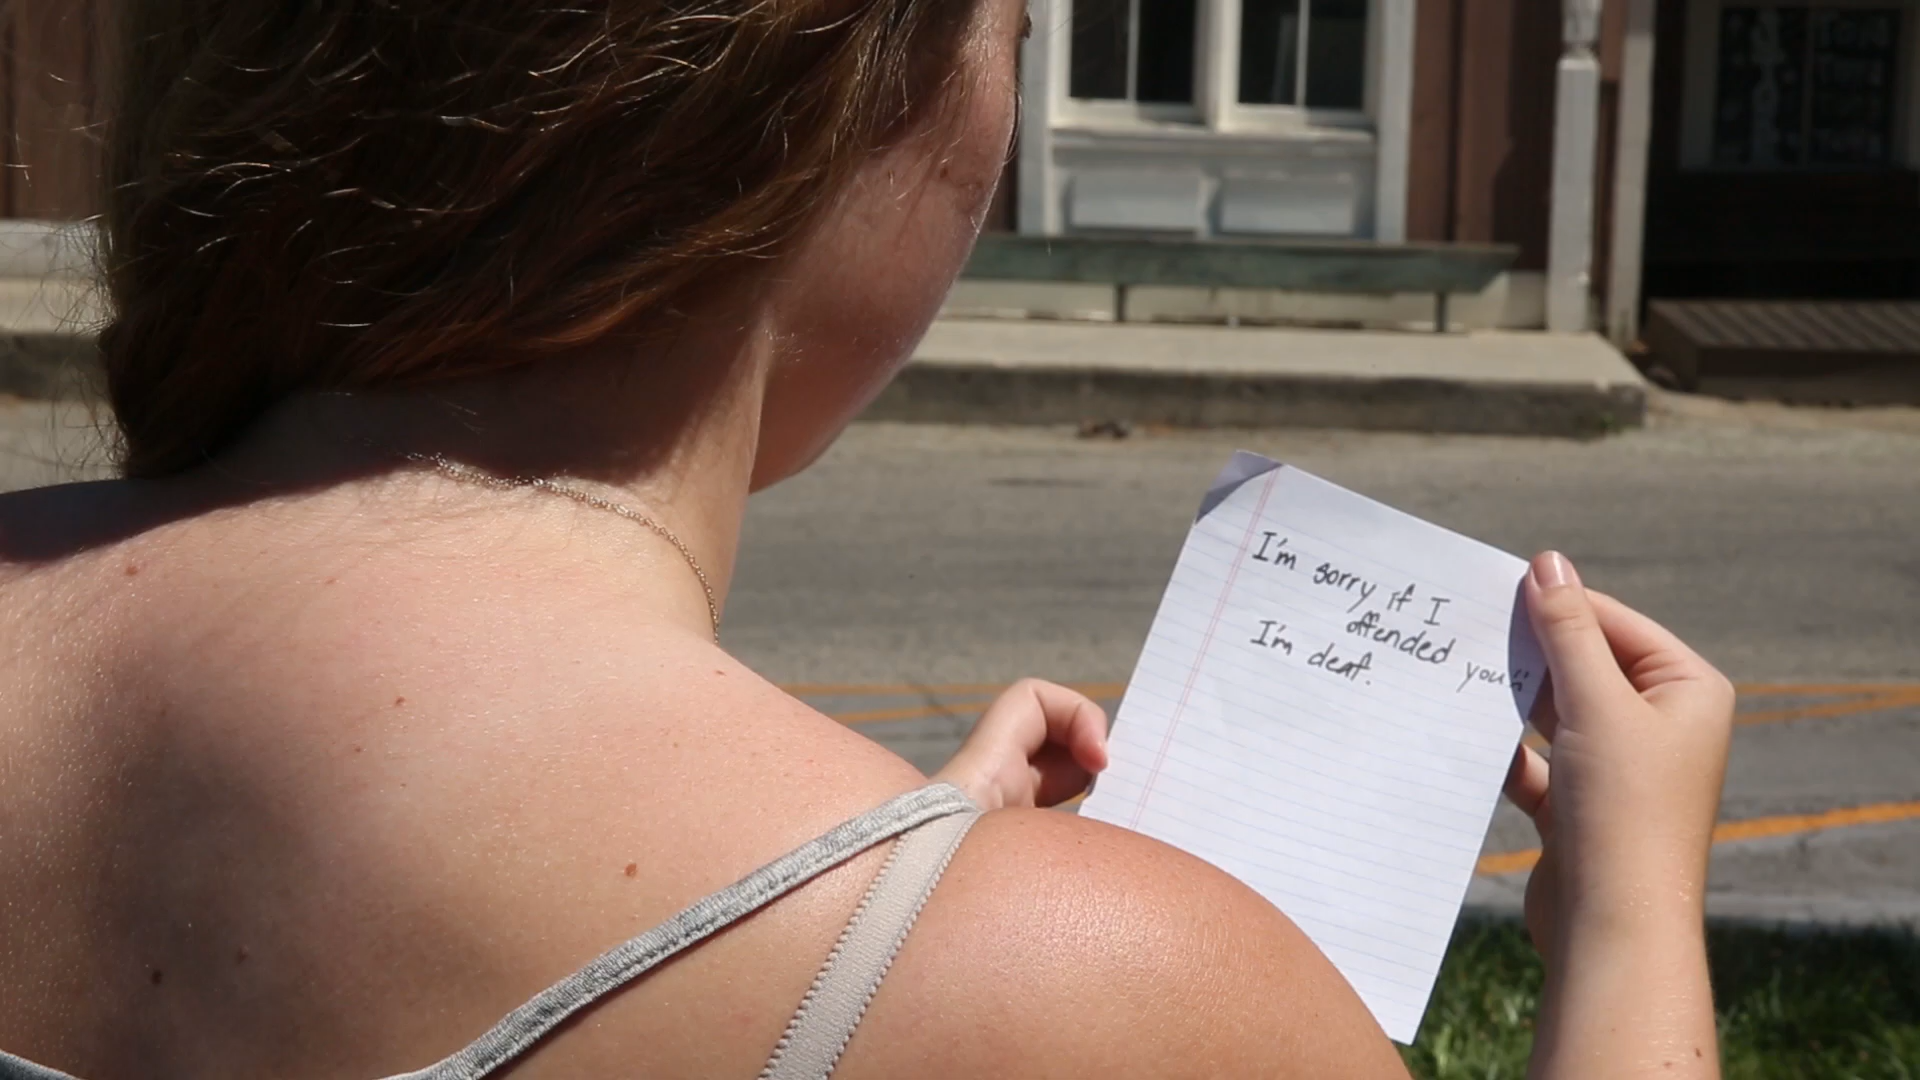 I'm sorry if I
offended you :(
I'm deaf.